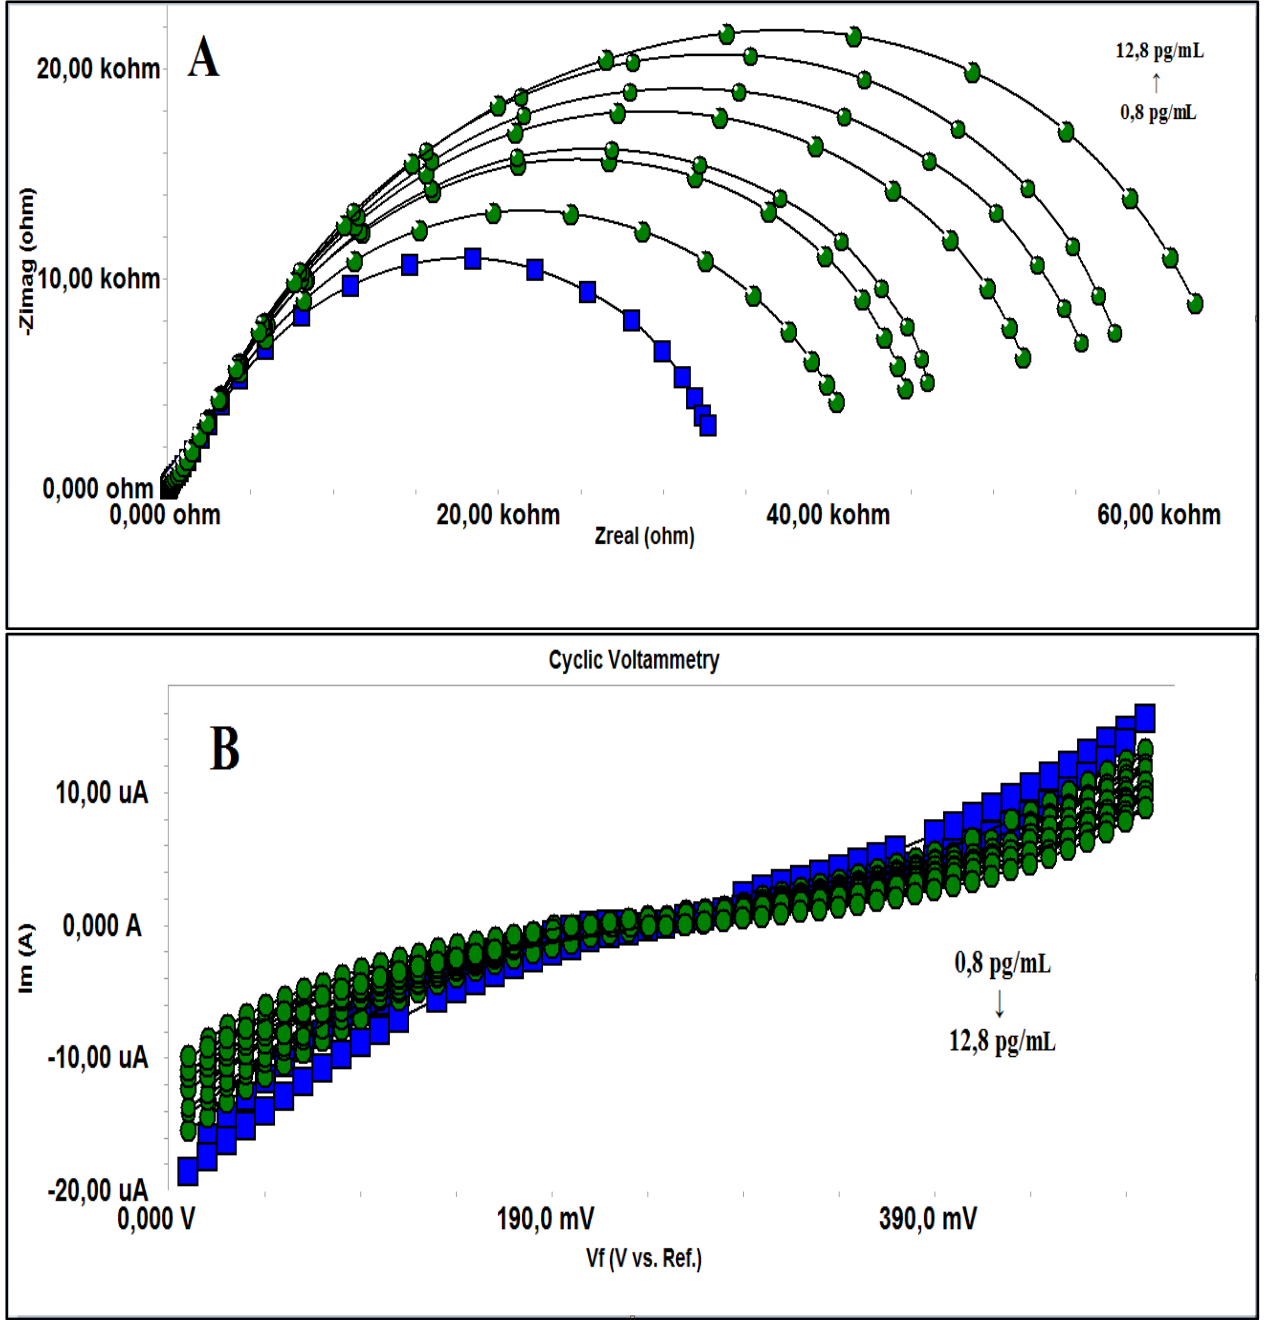 A
20,00 kohm
10,00 kohm
0,000 ohm
-Zimag (ohm)
12,8 pg/mL
↑
0,8 pg/mL
0,000 ohm
20,00 kohm
40,00 kohm
60,00 kohm
Zreal (ohm)
Cyclic Voltammetry
B
10,00 uA
0,000 A
-10,00 uA
-20,00 uA
Im (A)
0,8 pg/mL
↓
12,8 pg/mL
0,000 V
190,0 mV
390,0 mV
Vf (V vs. Ref.)